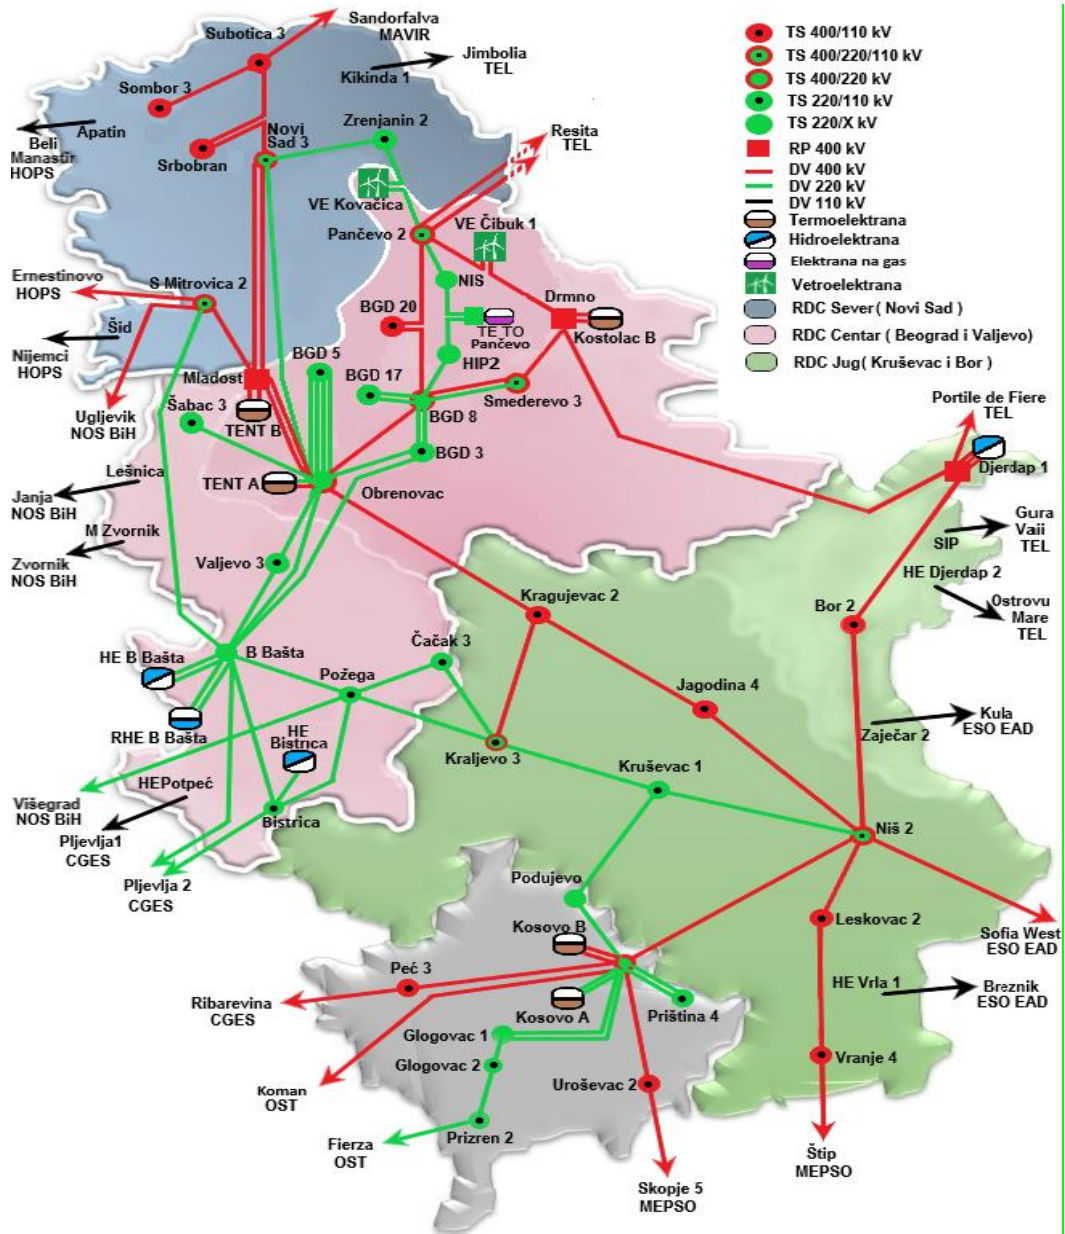 Sandorfalva
MAVIR
Subotica 3
Jimbolia
TEL
Kikinda 1
Sombor 3
Apatin
Beli
Manastir
HOPS
Srbobran
Novi
Sad 3
Zrenjanin 2
Resita
TEL
VE Kovačica
Pančevo 2
VE Čibuk 1
Ernestinovo
HOPS
S Mitrovica 2
NIS
BGD 20
Drmno
TE TO
Pančevo
Kostolac B
Šid
Nijemci
HOPS
BGD 5
HIP2
Mladost
BGD 17
Smederevo 3
Šabac 3
TENT B
BGD 8
Ugljevik
NOS BiH
BGD 3
Portile de Fiere
TEL
Djerdap 1
Lešnica
TENT A
Obrenovac
Janja
NOS BiH
M Zvornik
Zvornik
NOS BiH
Valjevo 3
Gura
Vaii
TEL
SIP
HE Djerdap 2
Ostrovu
Mare
TEL
Kragujevac 2
Bor 2
HE B Bašta
B Bašta
Čačak 3
Požega
Jagodina 4
Kula
ESO EAD
Zaječar 2
RHE B Bašta
HE
Bistrica
Kraljevo 3
Kruševac 1
HEPotpeć
Višegrad
NOS BiH
Bistrica
Niš 2
Pljevlja1
CGES
Pljevlja 2
CGES
Podujevo
Leskovac 2
Sofia West
ESO EAD
Kosovo B
Peć 3
HE Vrla 1
Breznik
ESO EAD
Ribarevina
CGES
Kosovo A
Priština 4
Glogovac 1
Glogovac 2
Uroševac 2
Vranje 4
Koman
OST
Prizren 2
Fierza
OST
Štip
MEPSO
Skopje 5
MEPSO
TS 400/110 kV
TS 400/220/110 kV
TS 400/220 kV
TS 220/110 kV
TS 220/X kV
RP 400 kV
DV 400 kV
DV 220 kV
DV 110 kV
Termoelektrana
Hidroelektrana
Elektrana na gas
Vetroelektrana
RDC Sever ( Novi Sad )
RDC Centar ( Beograd i Valjevo )
RDC Jug( Kruševac i Bor )